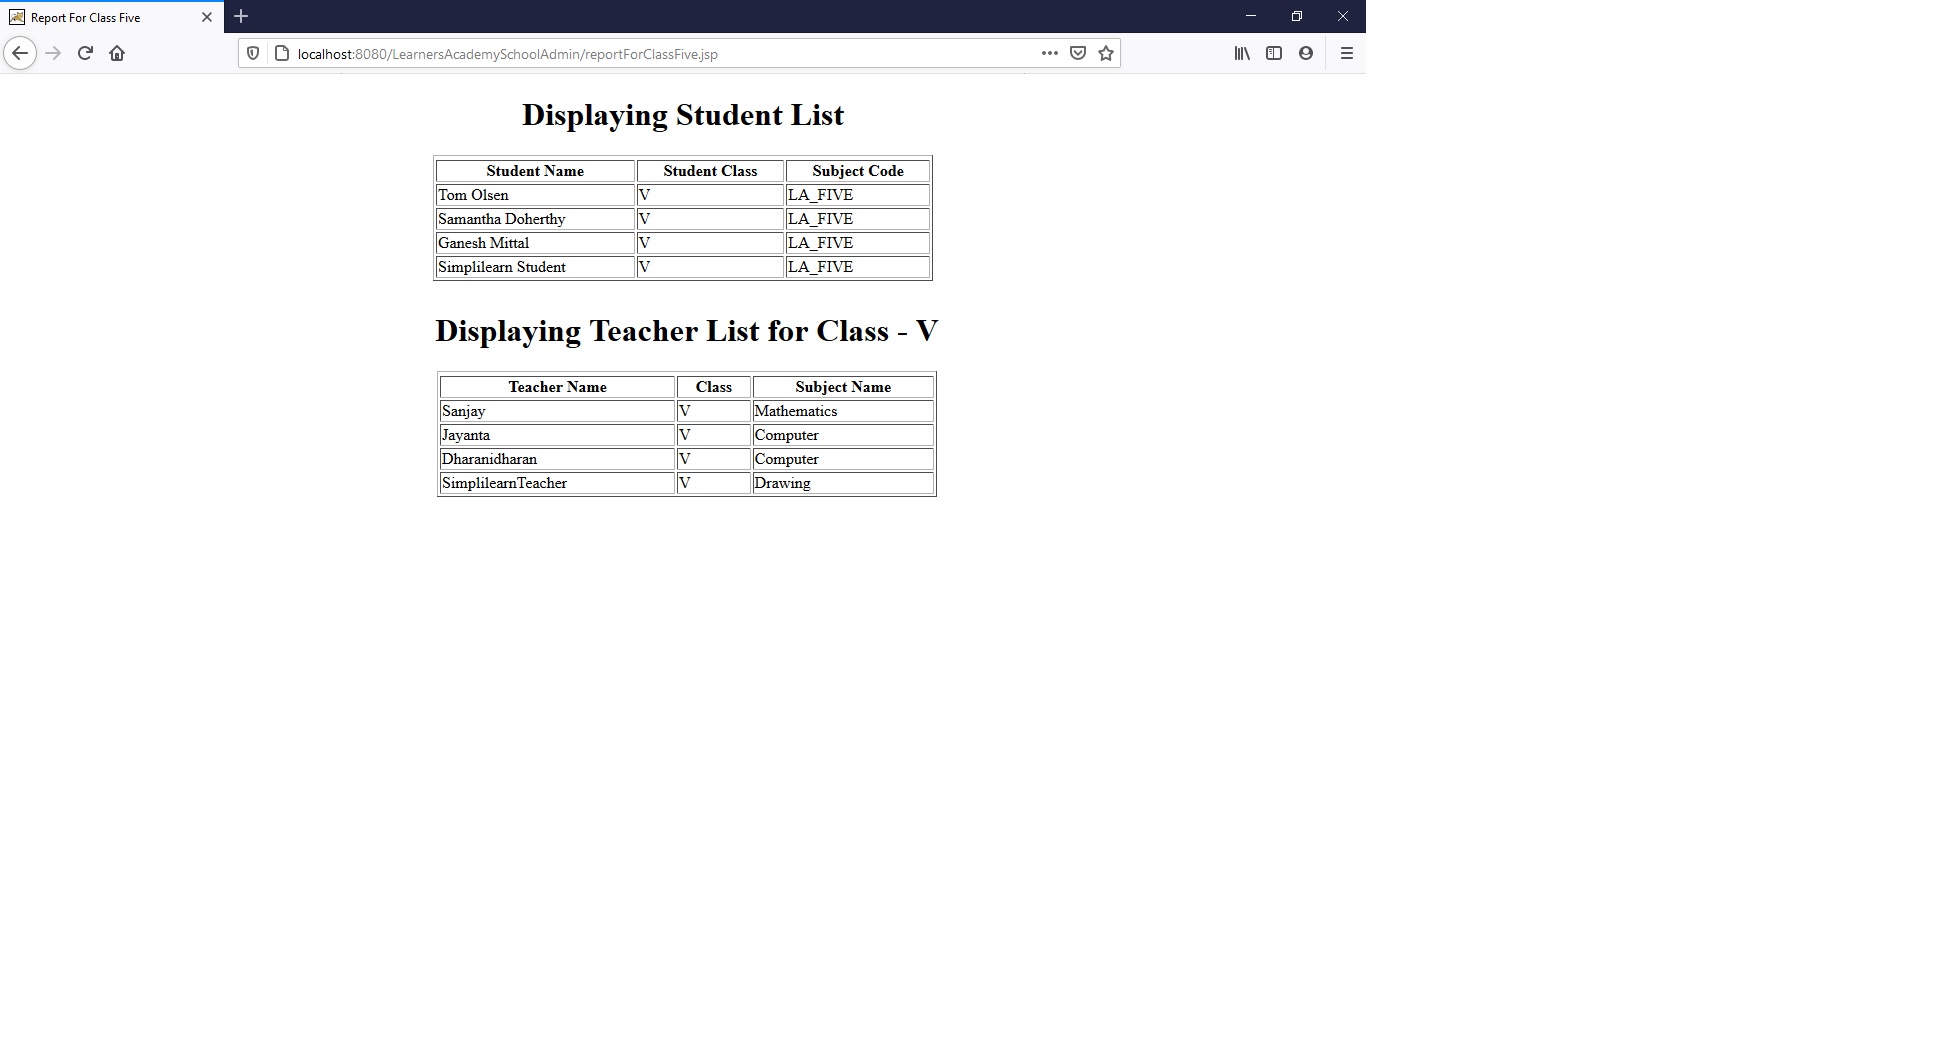 Report For Class Five
localhost:8080/LearnersAcademySchoolAdmin/reportForClassFive.jsp
Displaying Student List
Student Name Student Class Subject Code
Tom Olsen V LA_FIVE
Samantha Doherthy V LA_FIVE
Ganesh Mittal V LA_FIVE
Simplilearn Student V LA_FIVE
Displaying Teacher List for Class - V
Teacher Name Class Subject Name
Sanjay V Mathematics
Jayanta V Computer
Dharanidharan V Computer
SimplilearnTeacher V Drawing